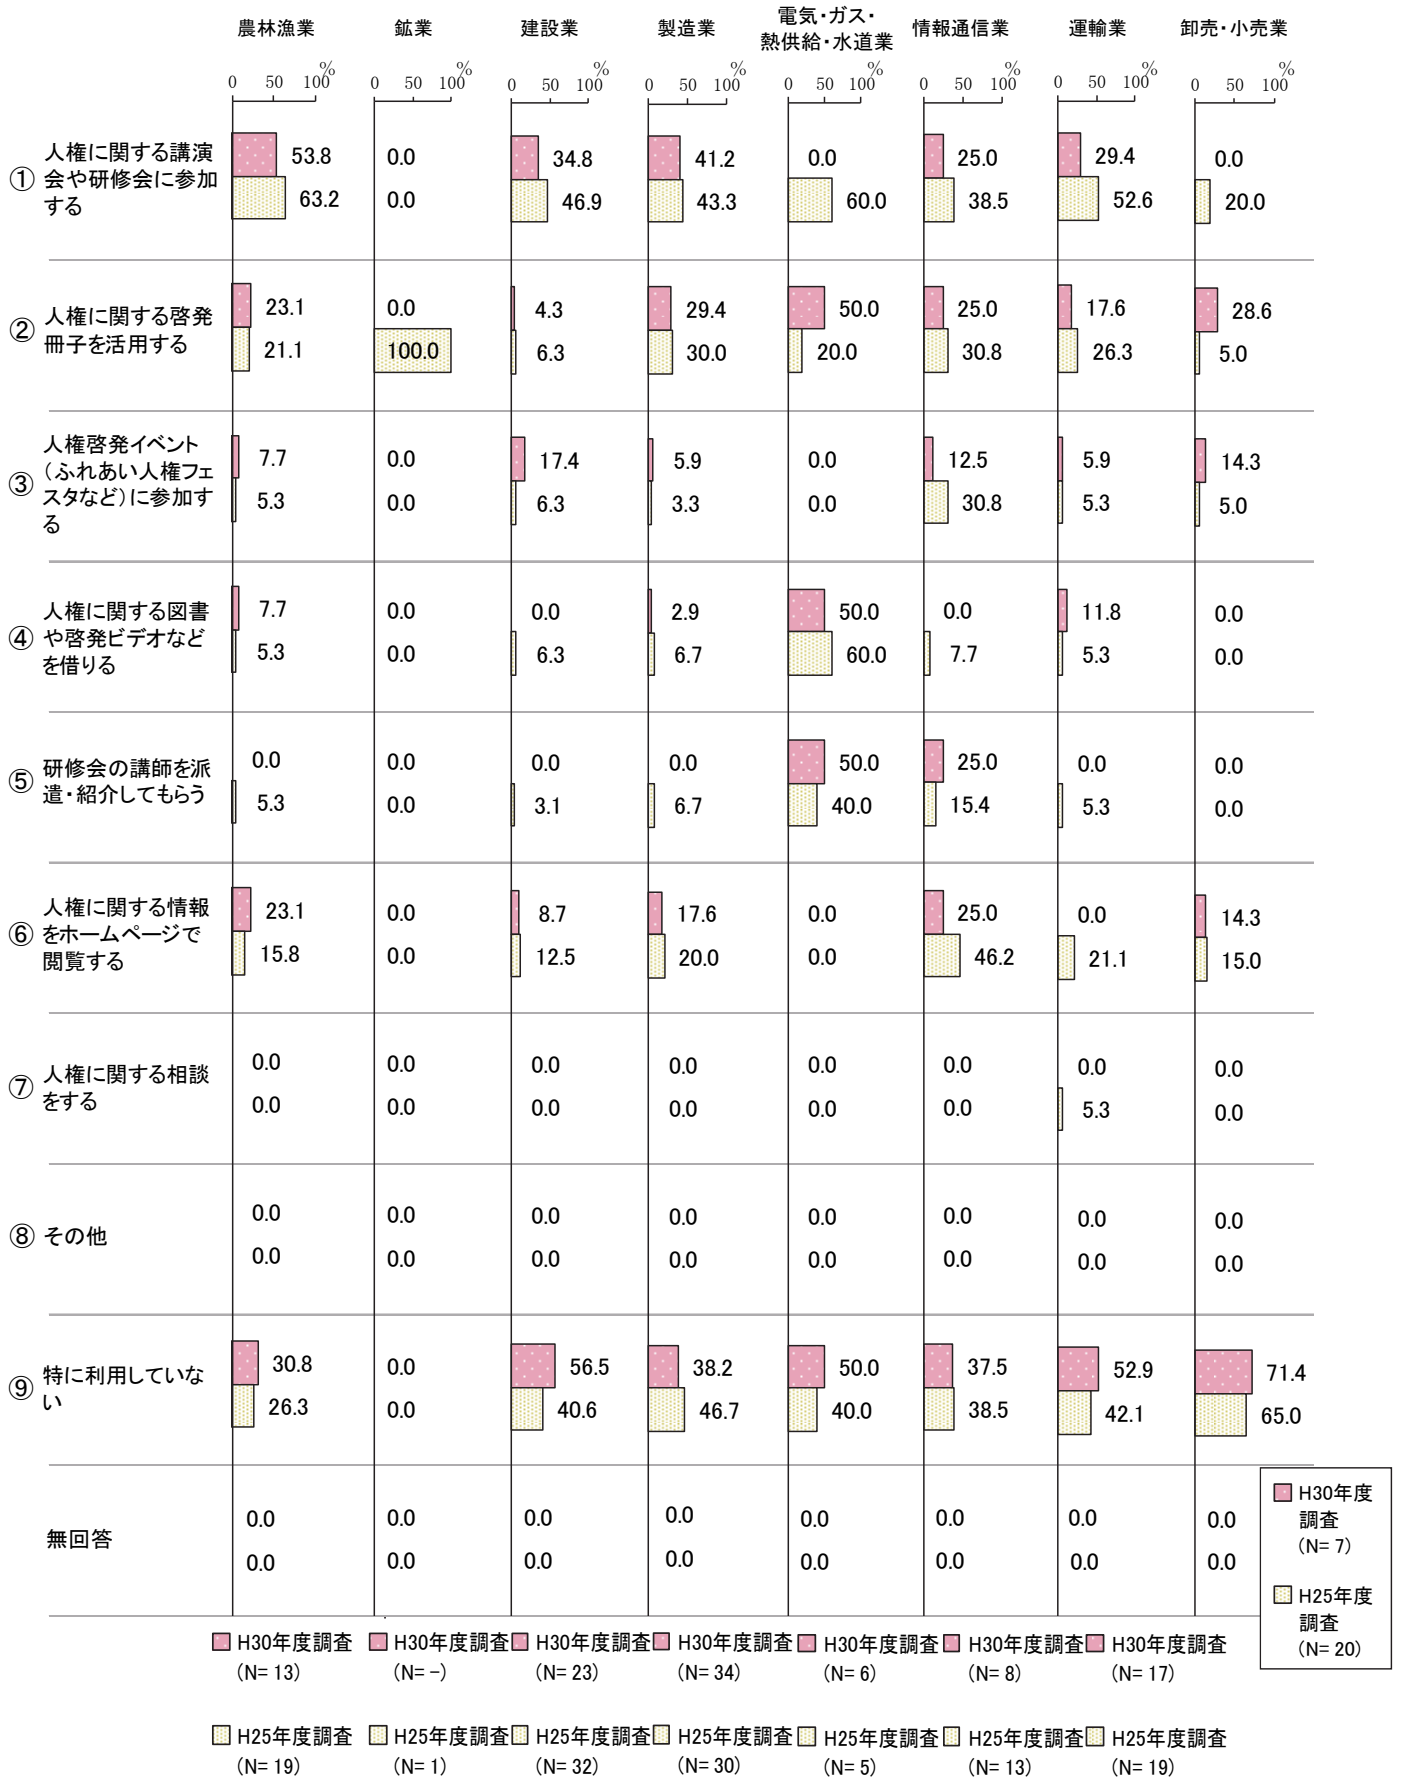 農林漁業
鉱業
建設業
製造業
電気・ガス・
熱供給・水道業
情報通信業
運輸業
卸売・小売業
0 50 100%
0 50 100%
0 50 100%
0 50 100%
0 50 100%
0 50 100%
0 50 100%
0 50 100%
① 人権に関する講演
会や研修会に参加
する
53.8 0.0 34.8 41.2 0.0 25.0 29.4 0.0
63.2 0.0 46.9 43.3 60.0 38.5 52.6 20.0
② 人権に関する啓発
冊子を活用する
23.1 0.0 4.3 29.4 50.0 25.0 17.6 28.6
21.1 100.0 6.3 30.0 20.0 30.8 26.3 5.0
③ 人権啓発イベント
（ふれあい人権フェ
スタなど）に参加す
る
7.7 0.0 17.4 5.9 0.0 12.5 5.9 14.3
5.3 0.0 6.3 3.3 0.0 30.8 5.3 5.0
④ 人権に関する図書
や啓発ビデオなど
を借りる
7.7 0.0 0.0 2.9 50.0 0.0 11.8 0.0
5.3 0.0 6.3 6.7 60.0 7.7 5.3 0.0
⑤ 研修会の講師を派
遣・紹介してもらう
0.0 0.0 0.0 0.0 50.0 25.0 0.0 0.0
5.3 0.0 3.1 6.7 40.0 15.4 5.3 0.0
⑥ 人権に関する情報
をホームページで
閲覧する
23.1 0.0 8.7 17.6 0.0 25.0 0.0 14.3
15.8 0.0 12.5 20.0 0.0 46.2 21.1 15.0
⑦ 人権に関する相談
をする
0.0 0.0 0.0 0.0 0.0 0.0 0.0 0.0
0.0 0.0 0.0 0.0 0.0 0.0 5.3 0.0
⑧ その他
0.0 0.0 0.0 0.0 0.0 0.0 0.0 0.0
0.0 0.0 0.0 0.0 0.0 0.0 0.0 0.0
⑨ 特に利用していな
い
30.8 0.0 56.5 38.2 50.0 37.5 52.9 71.4
26.3 0.0 40.6 46.7 40.0 38.5 42.1 65.0
無回答
0.0 0.0 0.0 0.0 0.0 0.0 0.0 0.0
0.0 0.0 0.0 0.0 0.0 0.0 0.0 0.0
H30年度
調査
(N= 7)
H25年度
調査
(N= 20)
H30年度調査 H30年度調査 H30年度調査 H30年度調査 H30年度調査 H30年度調査 H30年度調査
(N= 13) (N= -) (N= 23) (N= 34) (N= 6) (N= 8) (N= 17)
H25年度調査 H25年度調査 H25年度調査 H25年度調査 H25年度調査 H25年度調査 H25年度調査
(N= 19) (N= 1) (N= 32) (N= 30) (N= 5) (N= 13) (N= 19)